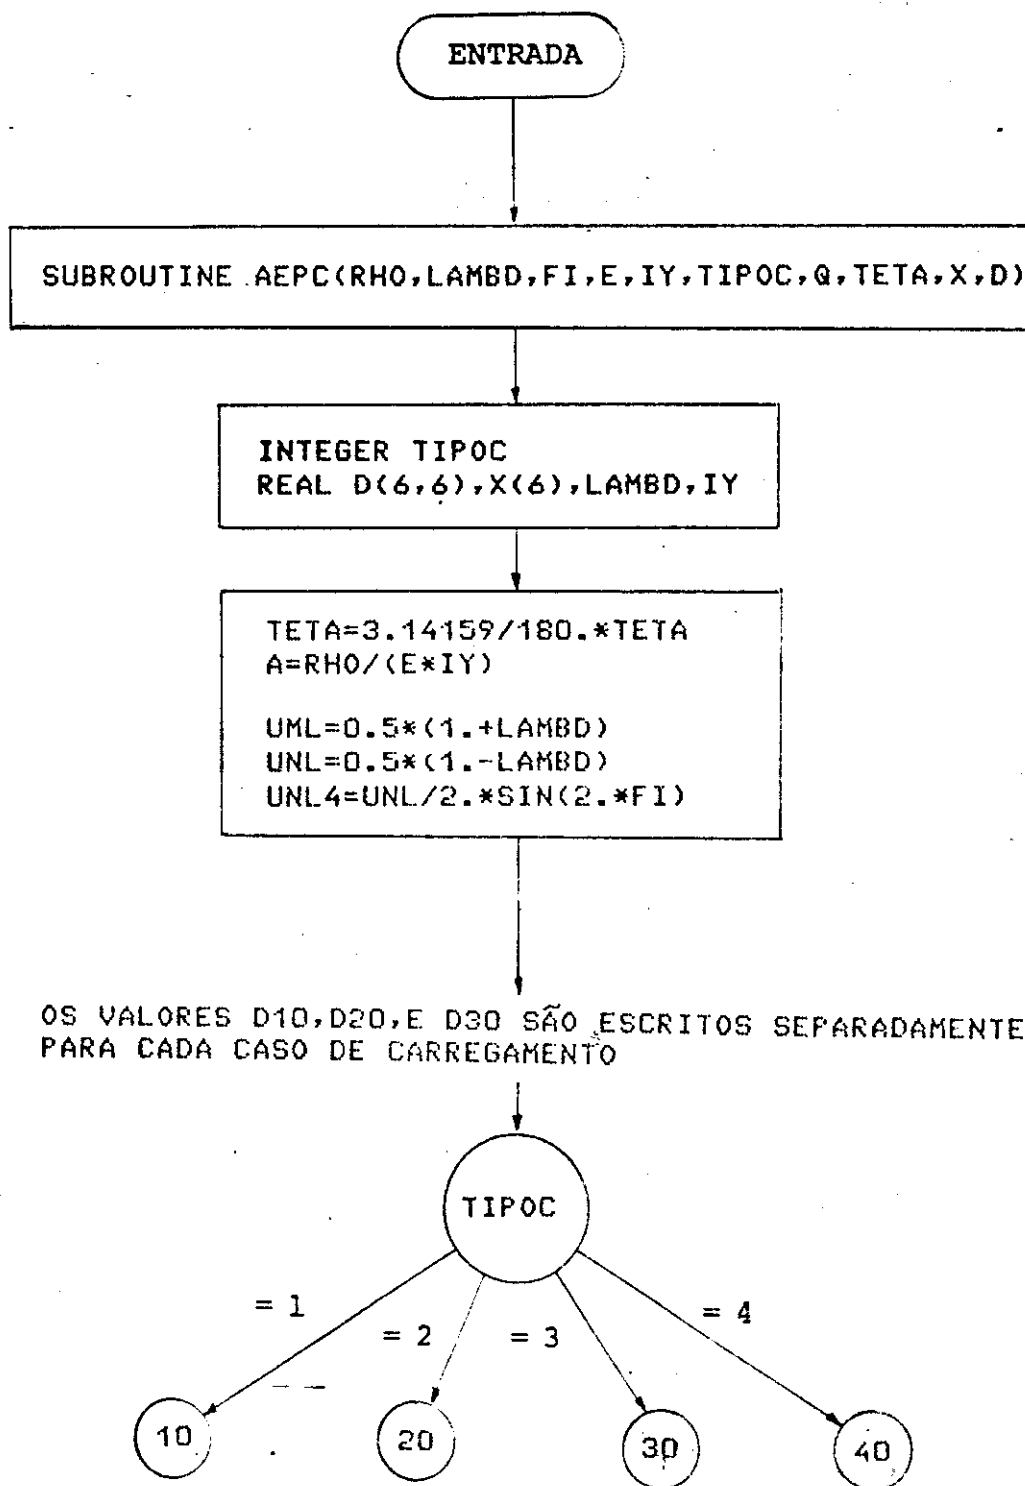 ENTRADA
SUBROUTINE AEPC(RHO,LAMBD,FI,E,IY,TIPOC,Q,TETA,X,D)
INTEGER TIPOC
REAL D(6,6),X(6),LAMBD,IY
TETA=3.14159/180.*TETA
A=RHO/(E*IY)
UML=0.5*(1.+LAMBD)
UNL=0.5*(1.-LAMBD)
UNL4=UNL/2.*SIN(2.*FI)
OS VALORES D10,D20,E D30 SÃO ESCRITOS SEPARADAMENTE
PARA CADA CASO DE CARREGAMENTO
TIPOC
= 1
= 2
= 3
= 4
10
20
30
40